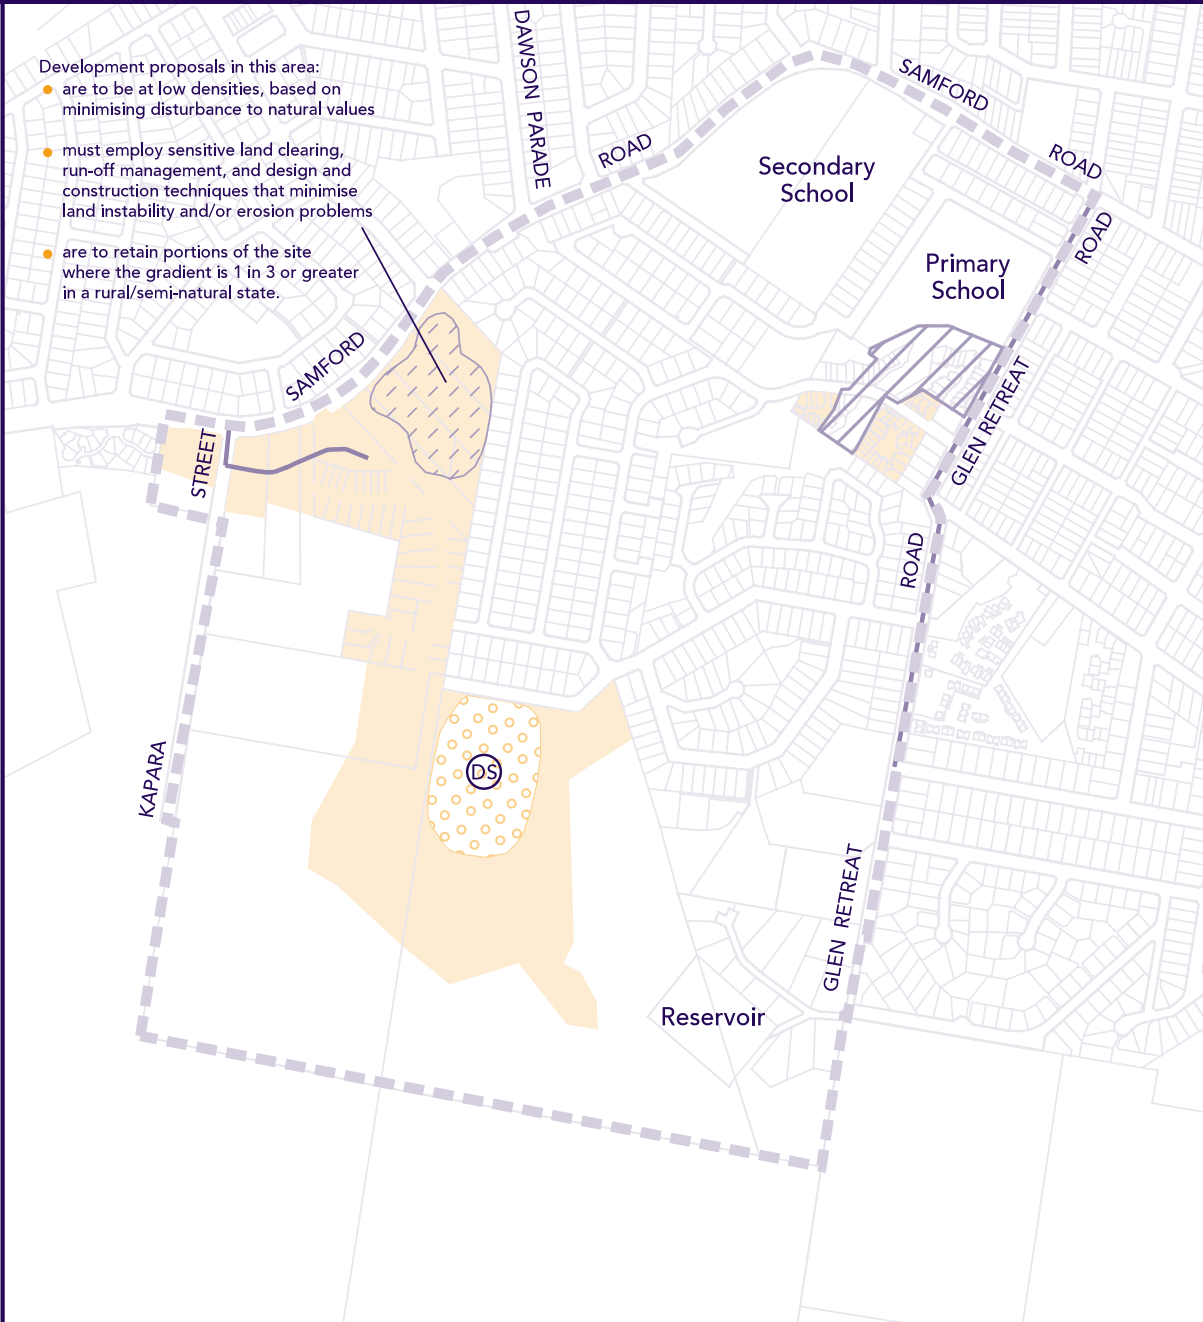 Development proposals in this area:
are to be at low densities, based on
minimising disturbance to natural values
must employ sensitive land clearing,
run-off management, and design and
construction techniques that minimise
land instability and/or erosion problems
are to retain portions of the site
where the gradient is 1 in 3 or greater
in a rural/semi-natural state.
DAWSON PARADE
SAMFORD
ROAD
SAMFORD
ROAD
Secondary
School
Primary
School
ROAD
GLEN RETREAT
ROAD
STREET
KAPARA
DS
GLEN RETREAT
Reservoir